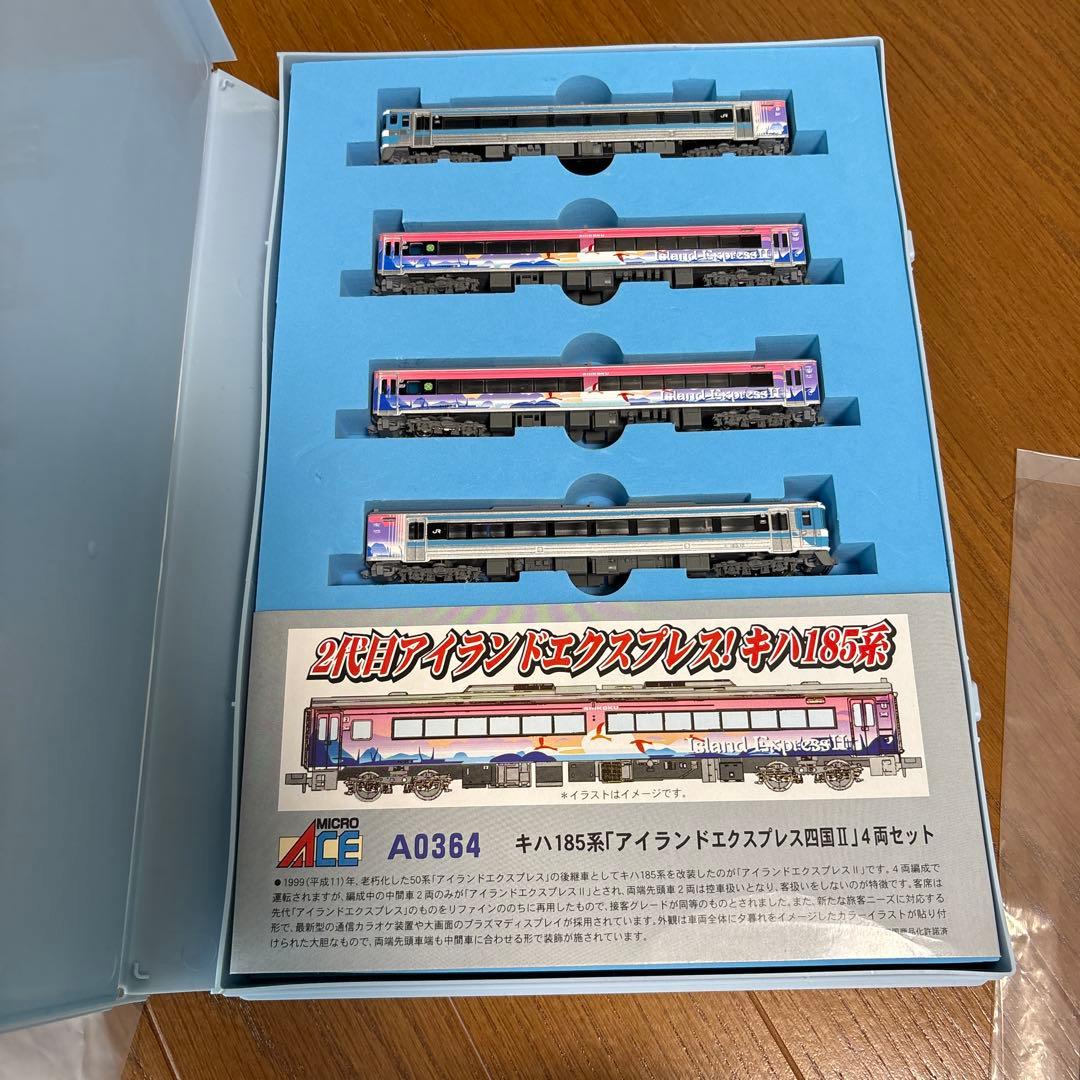 JR
SHIKOKU
Island ExpressⅡ
SHIKOKU
Island ExpressⅡ
JR
2代目アイランドエクスプレス!キハ185系
SHIKOKU
Island ExpressⅡ
*イラストはイメージです。
MICRO
ACE
A0364
キハ185系「アイランドエクスプレス四国Ⅱ」4両セット
●1999(平成11)年、老朽化した50系「アイランドエクスプレス」の後継車としてキハ185系を改装したのが「アイランドエクスプレスⅡ」です。4両編成で
運転されますが、編成中の中間車2両のみが「アイランドエクスプレスⅡ」とされ、両端先頭車2両は控車扱いとなり、客扱いをしないのが特徴です。客席は
先代「アイランドエクスプレス」のものをリファインののちに再用したもので、接客グレードが同等のものとされました。また、新たな旅客ニーズに対応する
形で、最新型の通信カラオケ装置や大画面のプラズマディスプレイが採用されています。外観は車両全体に夕暮れをイメージしたカラーイラストが貼り付
けられた大胆なもので、両端先頭車端も中間車に合わせる形で装飾が施されています。
商品化許諾済